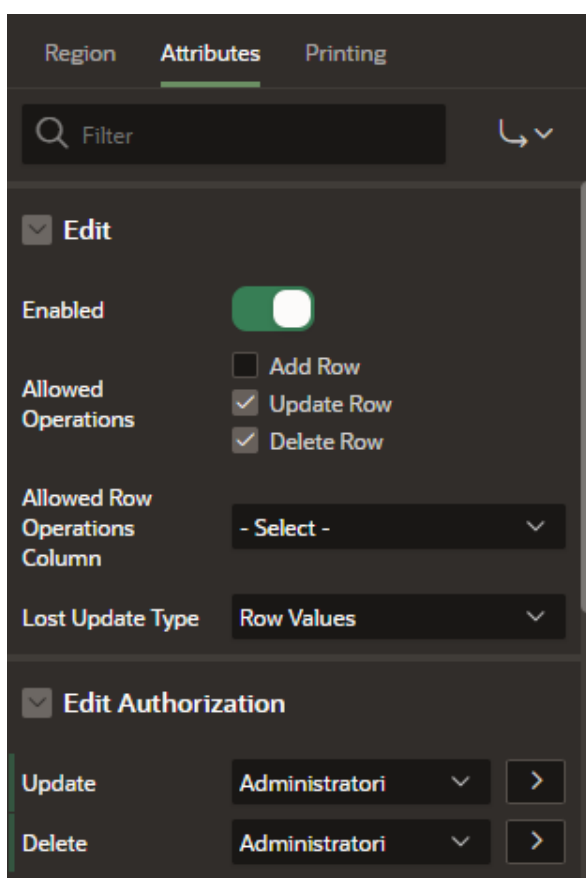 Region Attributes Printing
Filter
Edit
Enabled
Allowed
Operations
Add Row
Update Row
Delete Row
Allowed Row
Operations
Column
- Select -
Lost Update Type Row Values
Edit Authorization
Update Administratori
Delete Administratori